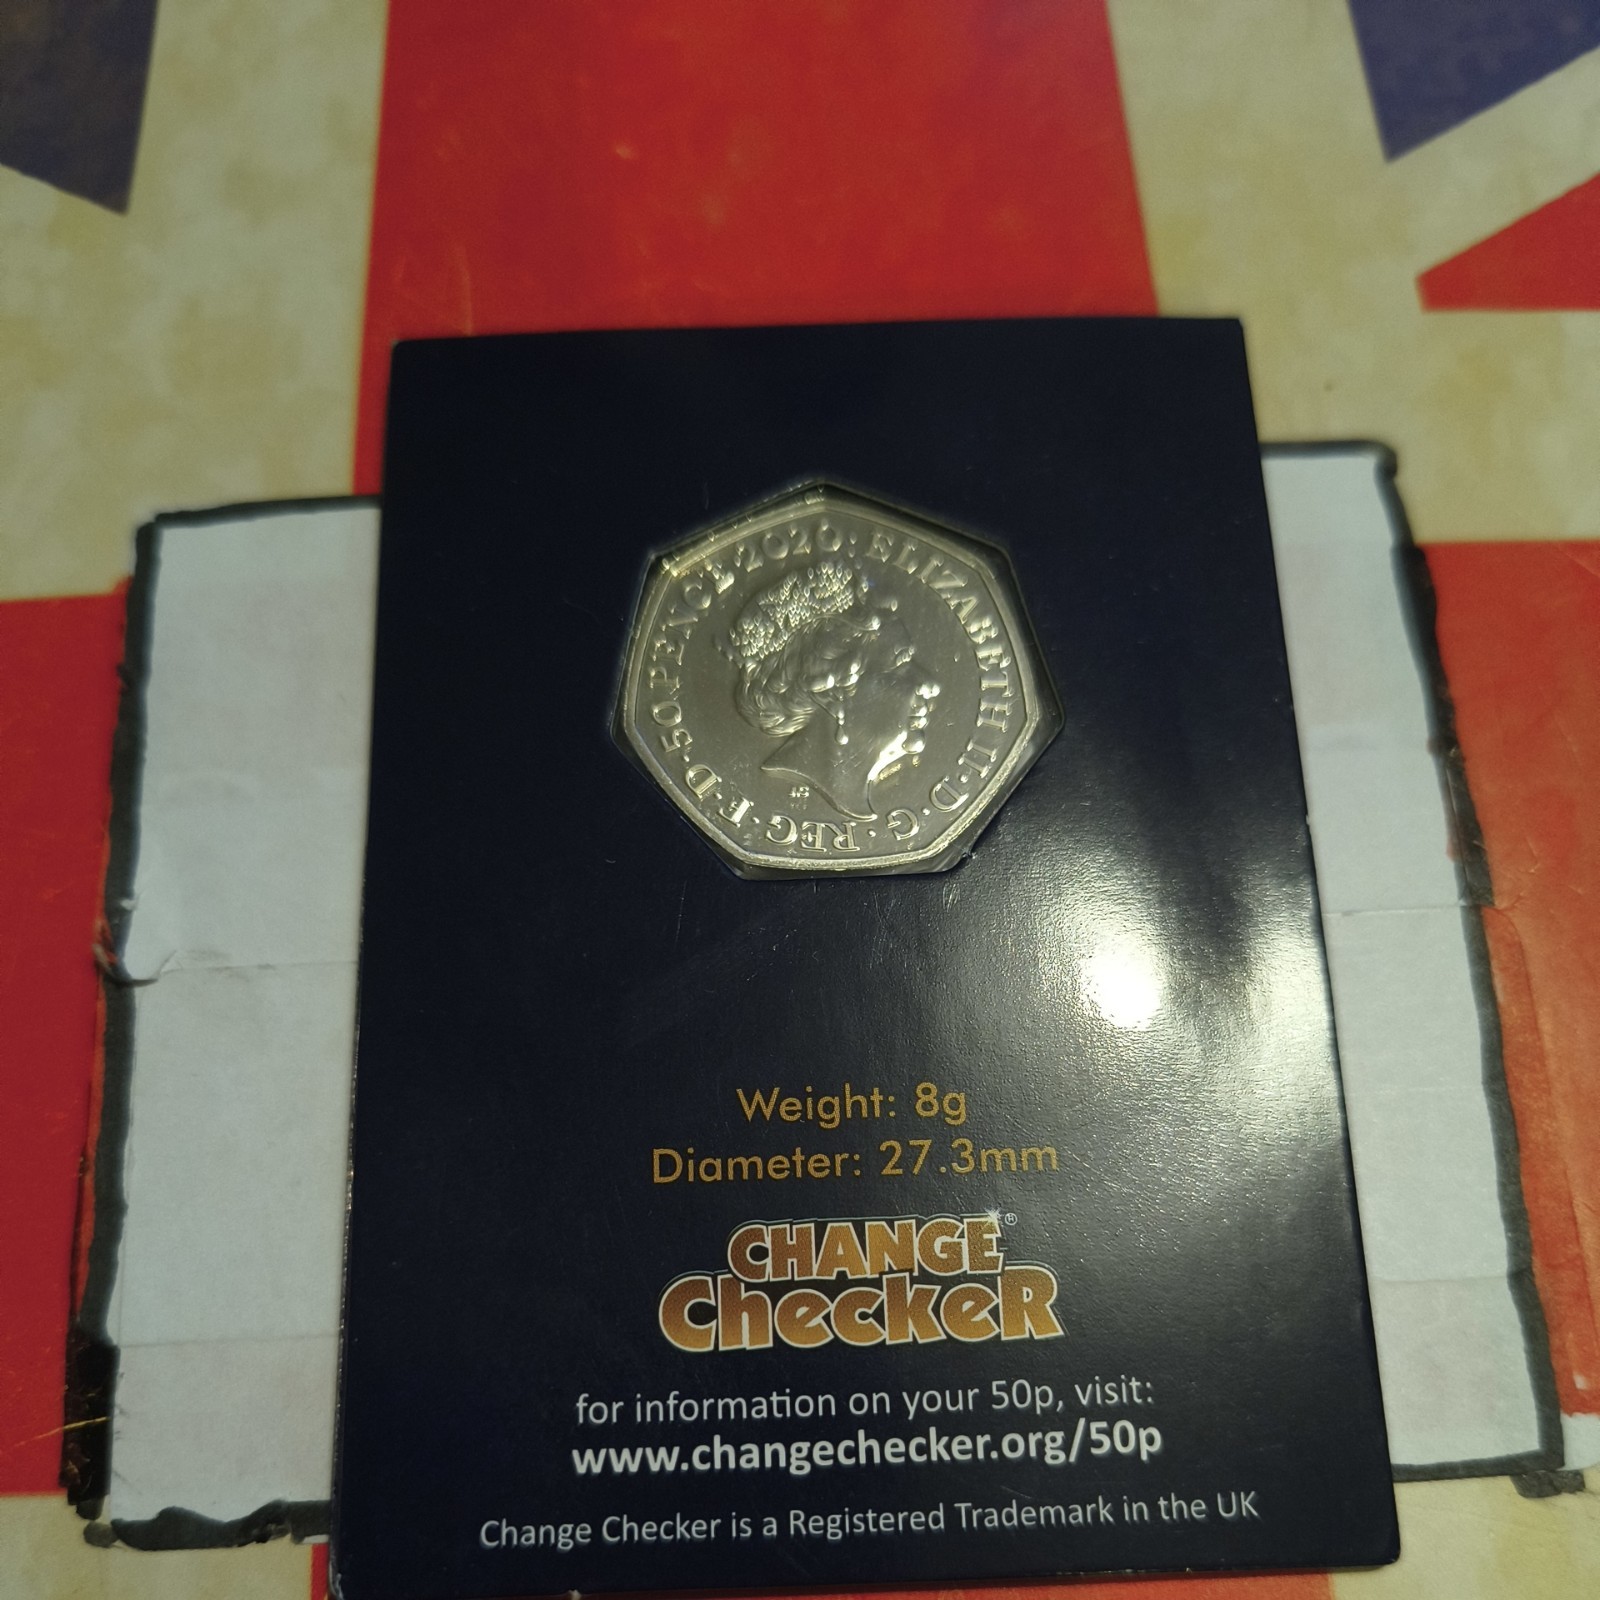 50 PENCE·2020·ELIZABETH II·D·G·REG·F·D·
Weight: 8g
Diameter: 27.3mm
CHANGE
CheckeR
for information on your 50p, visit:
www.changechecker.org/50p
Change Checker is a Registered Trademark in the UK